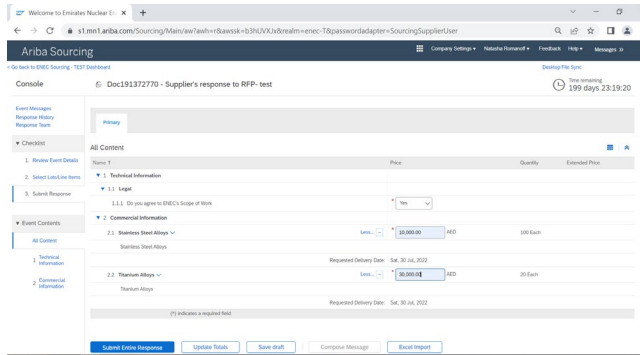 Welcome to Emirates Nuclear En
s1.mn1.ariba.com/Sourcing/Main/aw?awh=r&awssk=b3hUVXJx&realm=enec-T&passwordadapter=SourcingSupplierUser
Ariba Sourcing
Company Settings
Natasha Romanoff
Feedback
Help
Messages >>
< Go back to ENEC Sourcing - TEST Dashboard
Desktop File Sync
Console
Doc191372770 - Supplier's response to RFP- test
Time remaining
199 days 23:19:20
Event Messages
Response History
Response Team
Primary
Checklist
All Content
1. Review Event Details
Name ↑
Price
Quantity
Extended Price
1 Technical Information
2. Select Lots/Line Items
1.1 Legal
3. Submit Response
1.1.1 Do you agree to ENEC's Scope of Work
* Yes
Event Contents
2 Commercial Information
All Content
2.1 Stainless Steel Alloys
Less... −
* 10,000.00 AED
100 Each
Stainless Steel Alloys
1 Technical Information
Requested Delivery Date: Sat, 30 Jul, 2022
2 Commercial Information
2.2 Titanium Alloys
Less... −
* 30,000.00 AED
20 Each
Titanium Alloys
Requested Delivery Date: Sat, 30 Jul, 2022
(*) indicates a required field
Submit Entire Response
Update Totals
Save draft
Compose Message
Excel Import